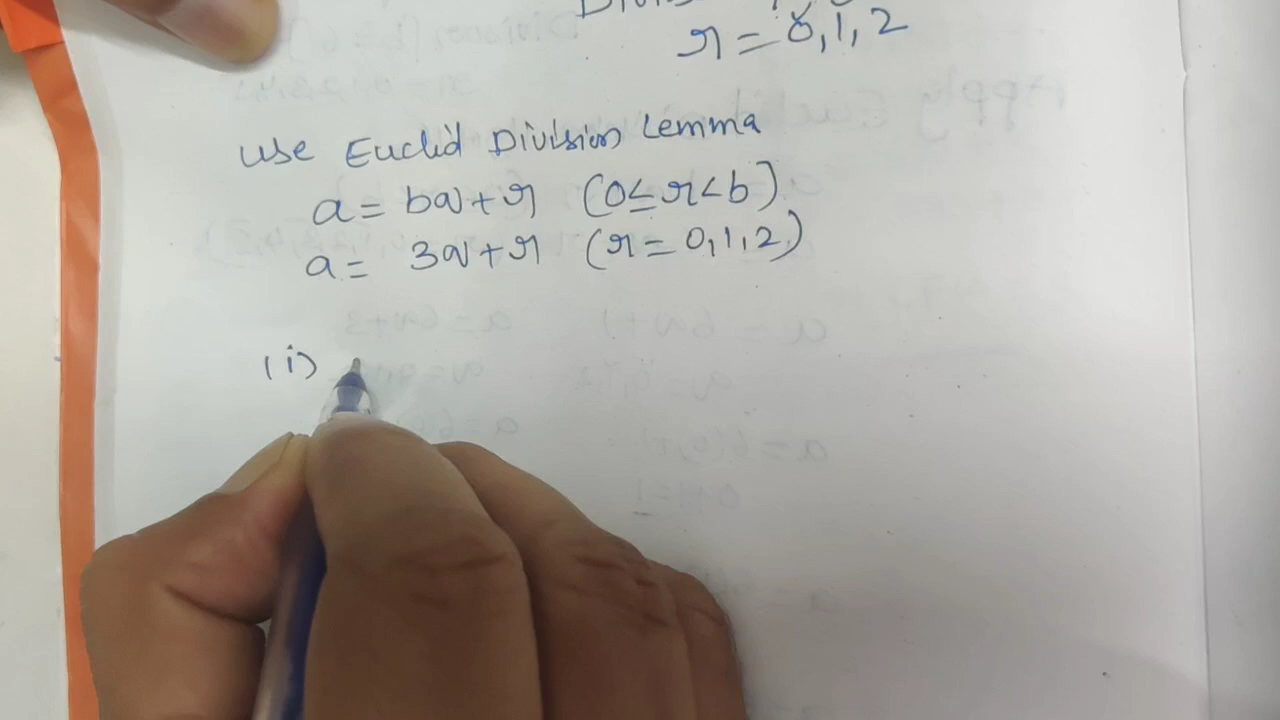 r = 0, 1, 2
Use Euclid Division Lemma
a = bq + r (0 ≤ r < b)
a = 3q + r (r = 0, 1, 2)
(i)